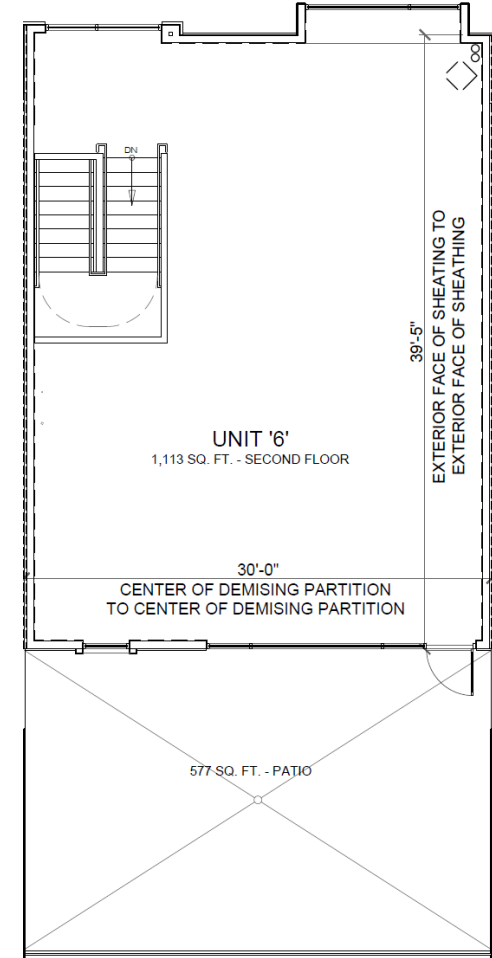 DN
39'-5"
EXTERIOR FACE OF SHEATING TO
EXTERIOR FACE OF SHEATHING
UNIT '6'
1,113 SQ. FT. - SECOND FLOOR
30'-0"
CENTER OF DEMISING PARTITION
TO CENTER OF DEMISING PARTITION
577 SQ. FT. - PATIO